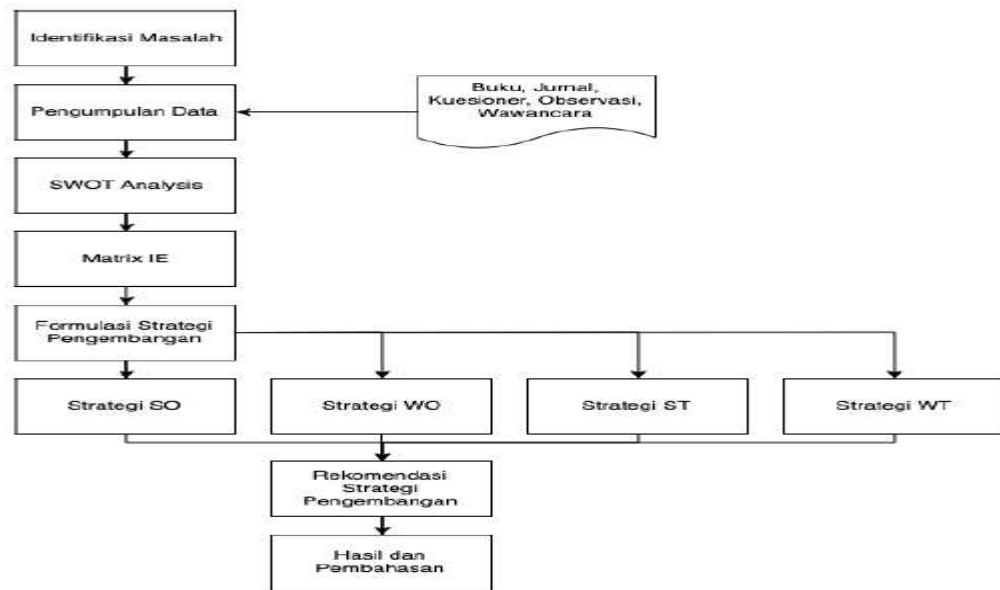 Identifikasi Masalah
Pengumpulan Data
Buku, Jurnal,
Kuesioner, Observasi,
Wawancara
SWOT Analysis
Matrix IE
Formulasi Strategi
Pengembangan
Strategi SO
Strategi WO
Strategi ST
Strategi WT
Rekomendasi
Strategi
Pengembangan
Hasil dan
Pembahasan